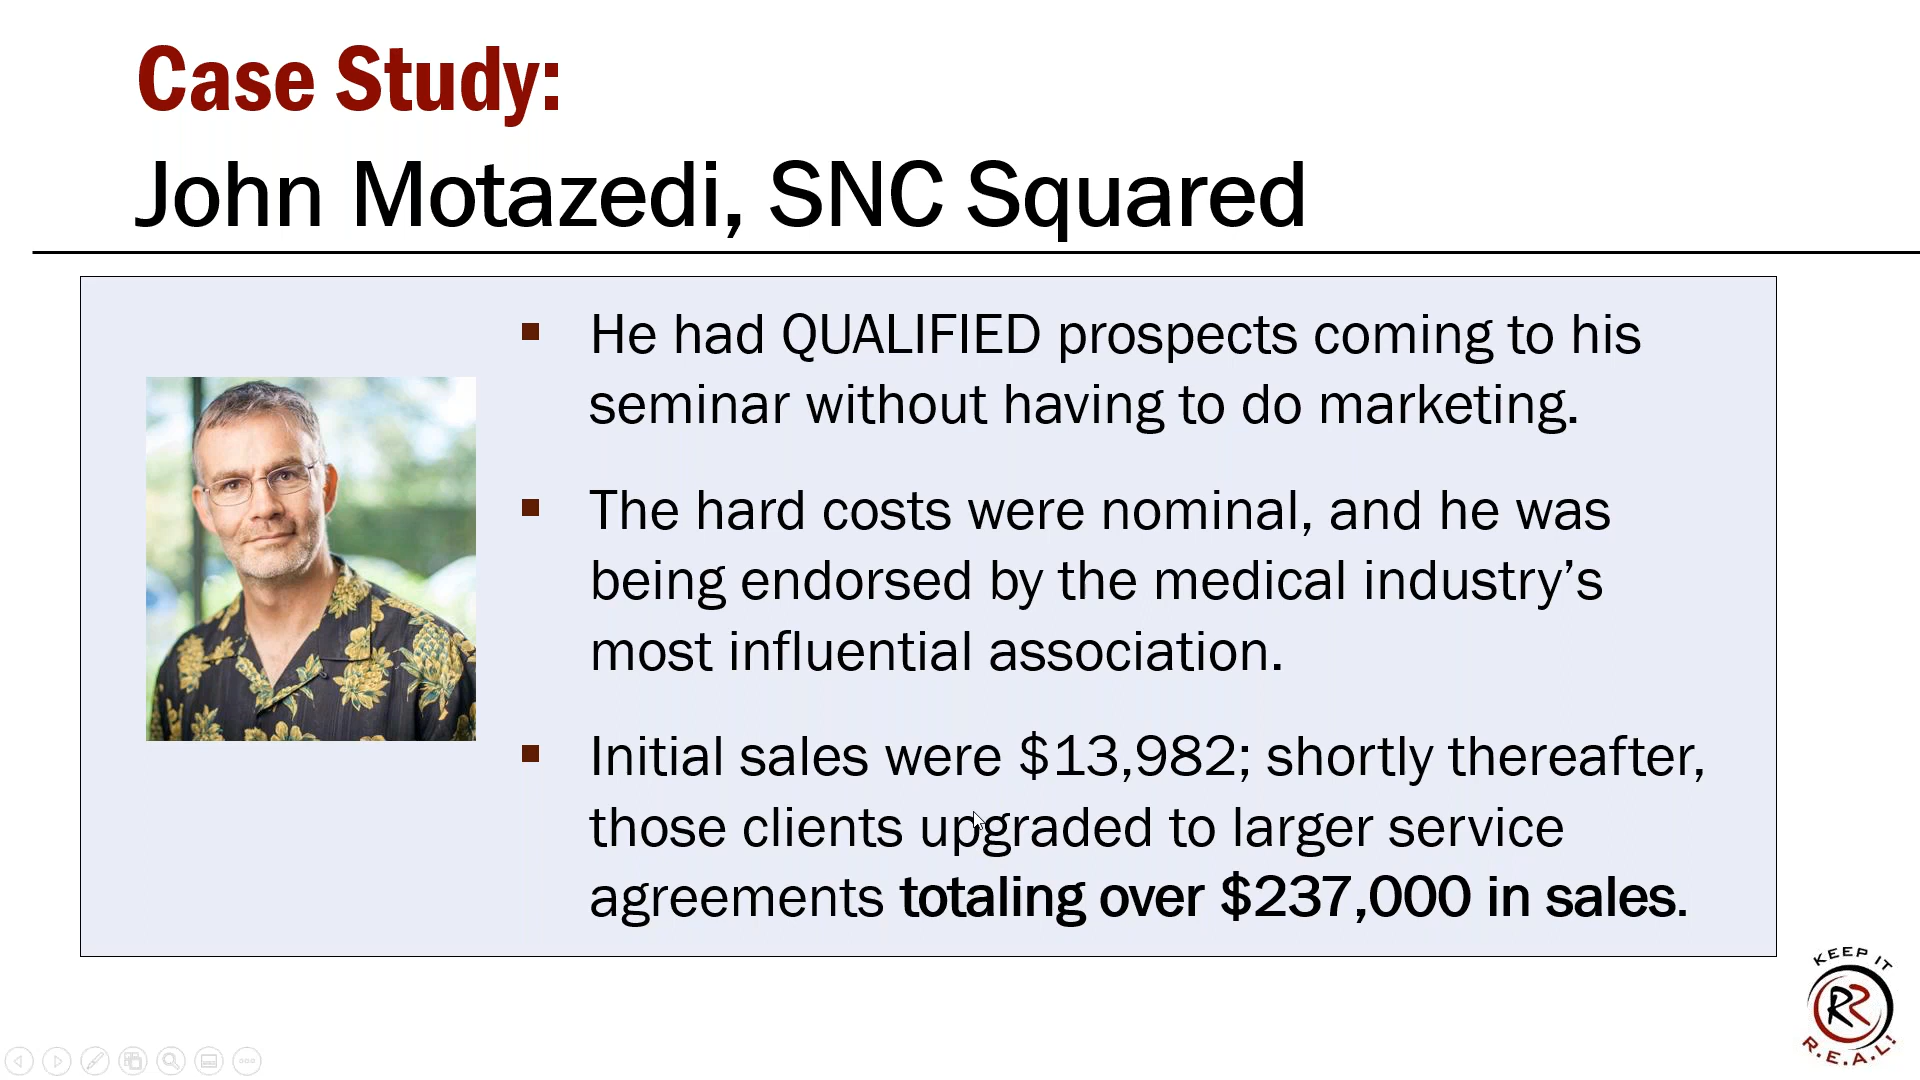 Case Study:
John Motazedi, SNC Squared
▪ He had QUALIFIED prospects coming to his
seminar without having to do marketing.
▪ The hard costs were nominal, and he was
being endorsed by the medical industry’s
most influential association.
▪ Initial sales were $13,982; shortly thereafter,
those clients upgraded to larger service
agreements totaling over $237,000 in sales.
KEEP IT
RR
R.E.A.L!